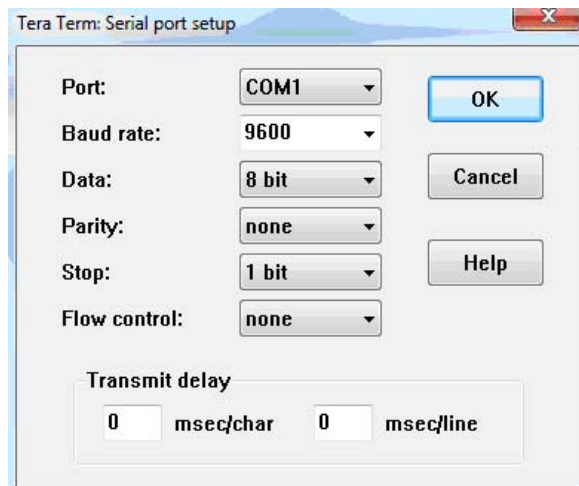 Tera Term: Serial port setup
Port: COM1
OK
Baud rate: 9600
Data: 8 bit
Cancel
Parity: none
Stop: 1 bit
Help
Flow control: none
Transmit delay
0 msec/char 0 msec/line